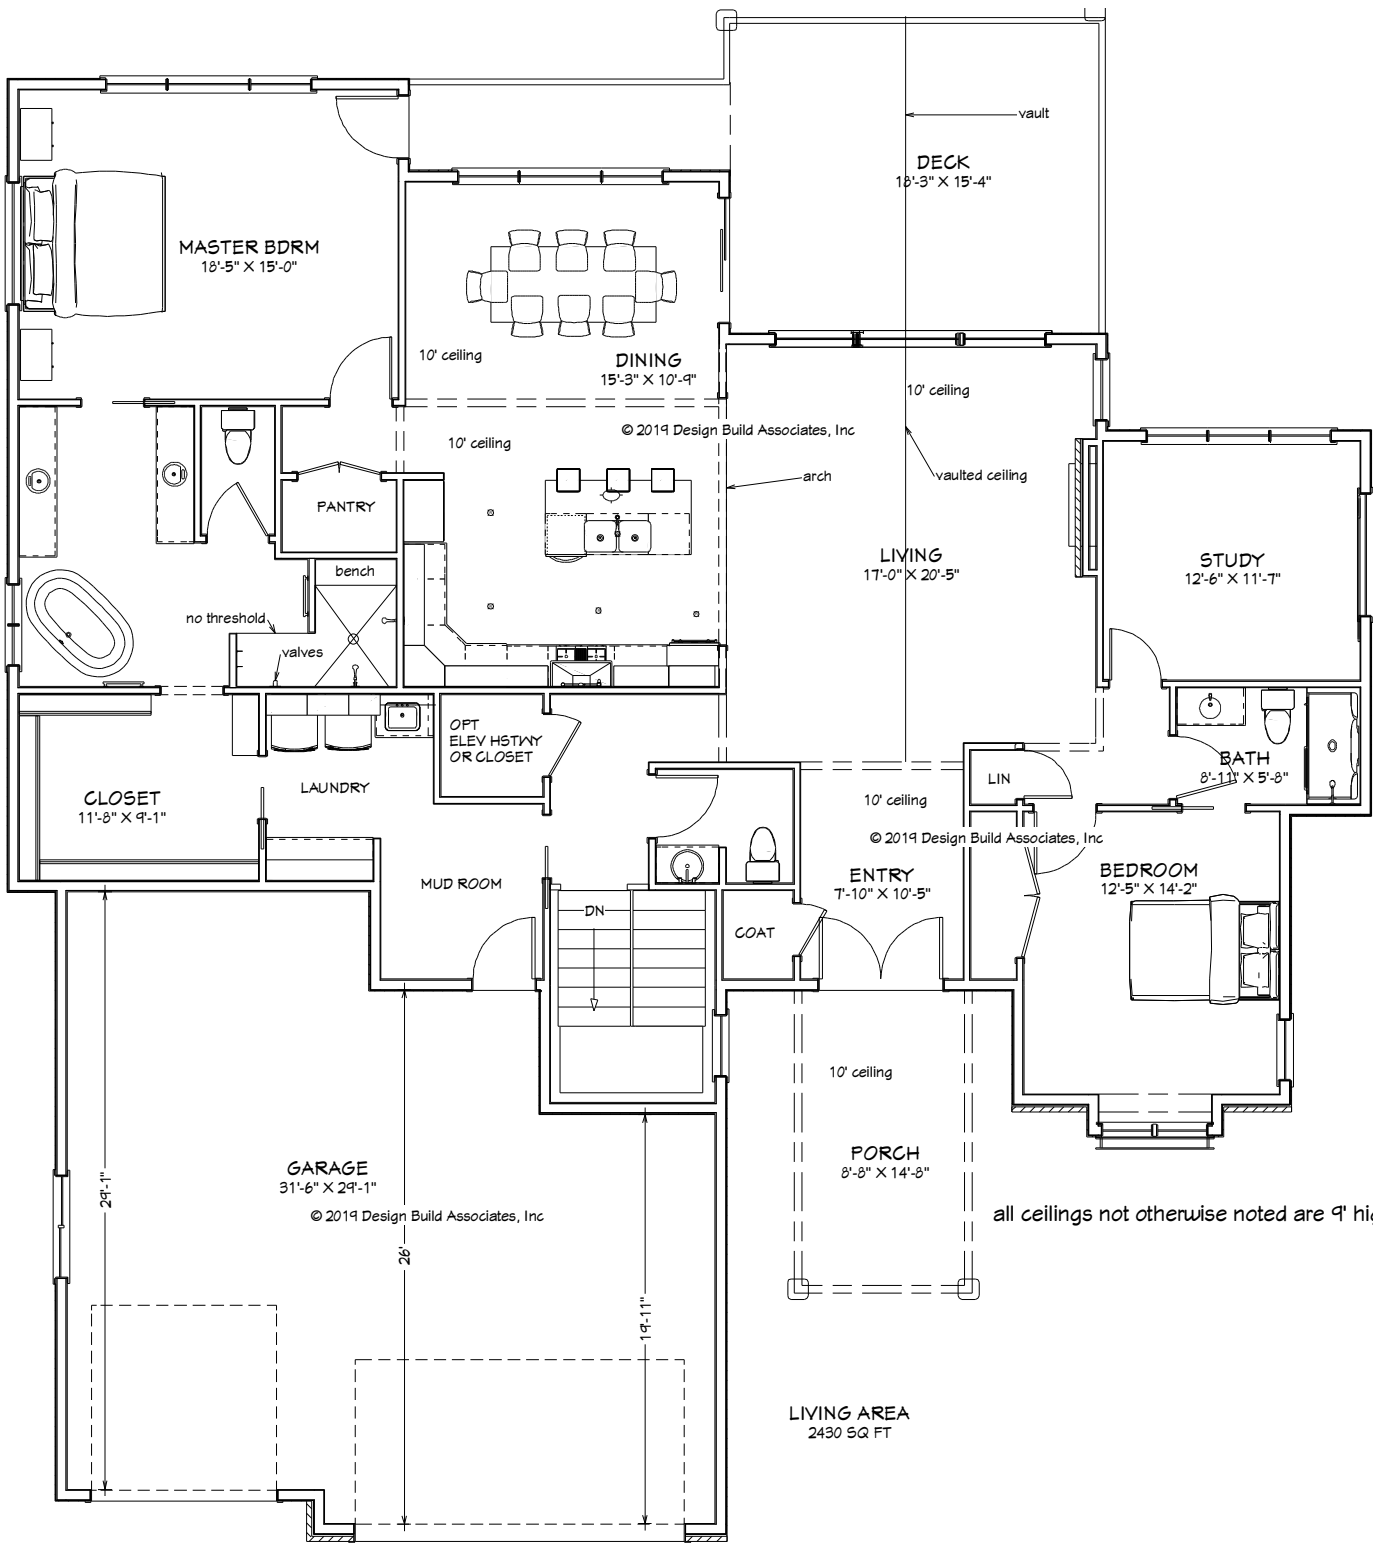 vault
DECK
18'-3" X 15'-4"
MASTER BDRM
18'-5" X 15'-0"
10' ceiling
DINING
15'-3" X 10'-9"
10' ceiling
© 2019 Design Build Associates, Inc
10' ceiling
vaulted ceiling
arch
PANTRY
LIVING
17'-0" X 20'-5"
STUDY
12'-6" X 11'-7"
bench
no threshold
valves
OPT
ELEV HSTWY
OR CLOSET
BATH
8'-11" X 5'-8"
LIN
CLOSET
11'-8" X 9'-1"
LAUNDRY
10' ceiling
© 2019 Design Build Associates, Inc
ENTRY
7'-10" X 10'-5"
BEDROOM
12'-5" X 14'-2"
MUD ROOM
DN
COAT
10' ceiling
PORCH
8'-8" X 14'-8"
GARAGE
31'-6" X 29'-1"
© 2019 Design Build Associates, Inc
29'-1"
26'
19'-11"
all ceilings not otherwise noted are 9'
LIVING AREA
2430 SQ FT